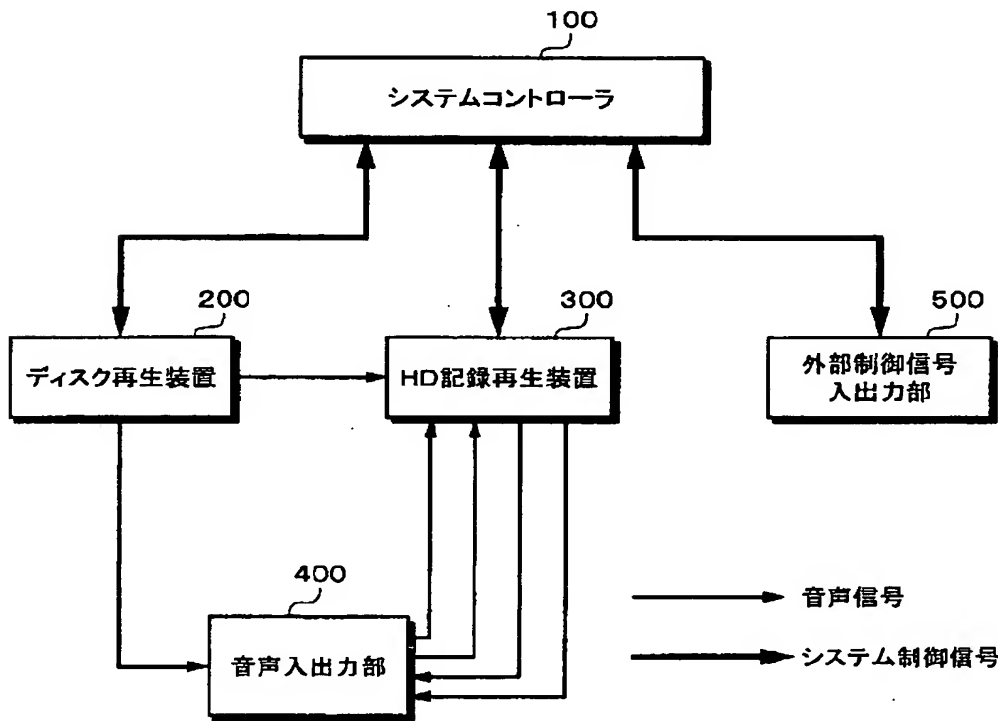 100
システムコントローラ
200
ディスク再生装置
300
HD記録再生装置
500
外部制御信号
入出力部
400
音声入出力部
音声信号
システム制御信号